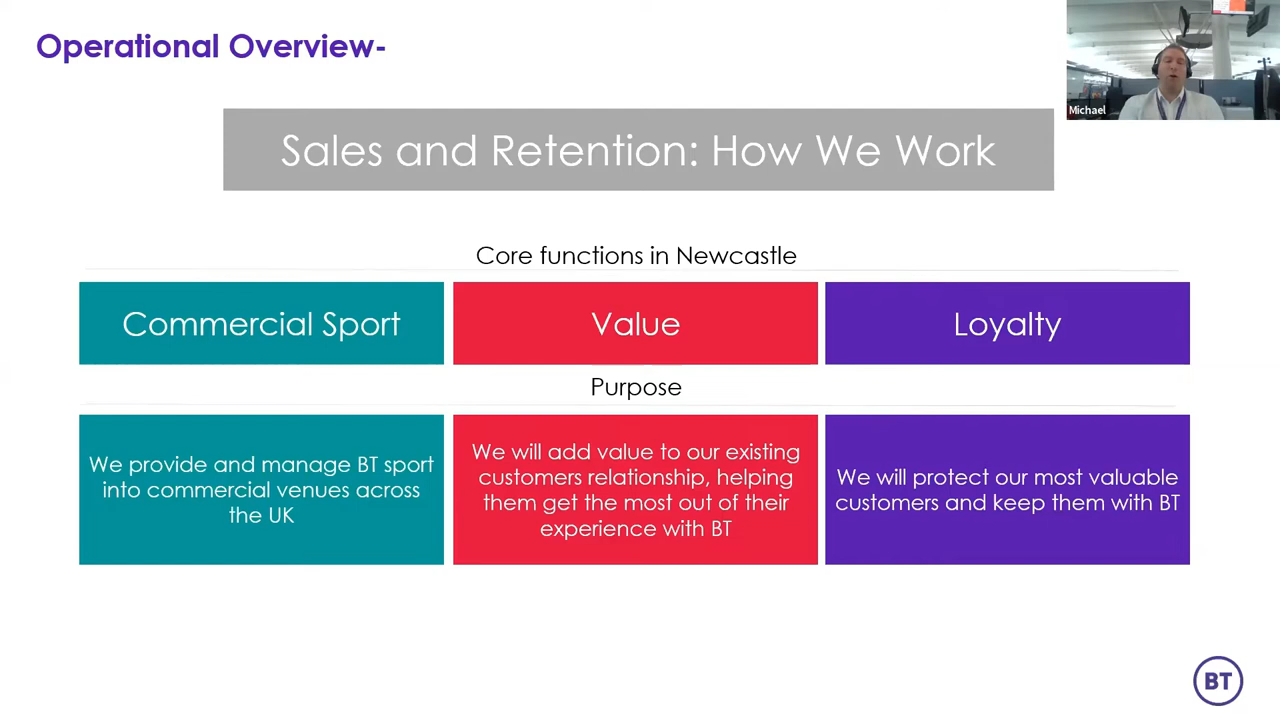 Operational Overview-
Michael
Sales and Retention: How We Work
Core functions in Newcastle
Commercial Sport
Value
Loyalty
Purpose
We provide and manage BT sport
into commercial venues across
the UK
We will add value to our existing
customers relationship, helping
them get the most out of their
experience with BT
We will protect our most valuable
customers and keep them with BT
BT